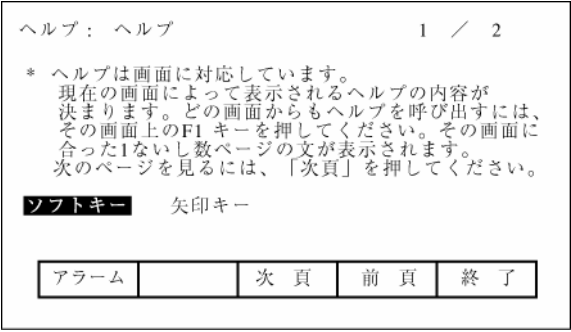 ヘルプ: ヘルプ 1 / 2
* ヘルプは画面に対応しています。
現在の画面によって表示されるヘルプの内容が
決まります。どの画面からもヘルプを呼び出すには、
その画面上のF1 キーを押してください。その画面に
合った1ないし数ページの文が表示されます。
次のページを見るには、「次頁」を押してください。
ソフトキー 矢印キー
アラーム 次 頁 前 頁 終 了